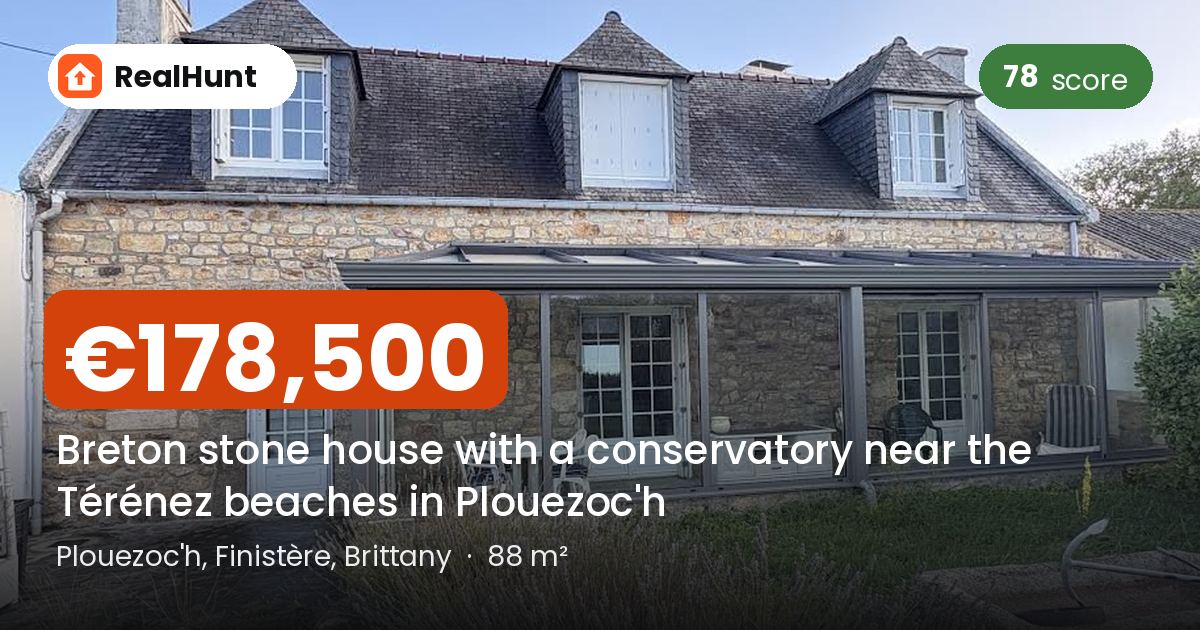 RealHunt
78 score
€178,500
Breton stone house with a conservatory near the
Térénez beaches in Plouezoc'h
Plouezoc'h, Finistère, Brittany · 88 m²